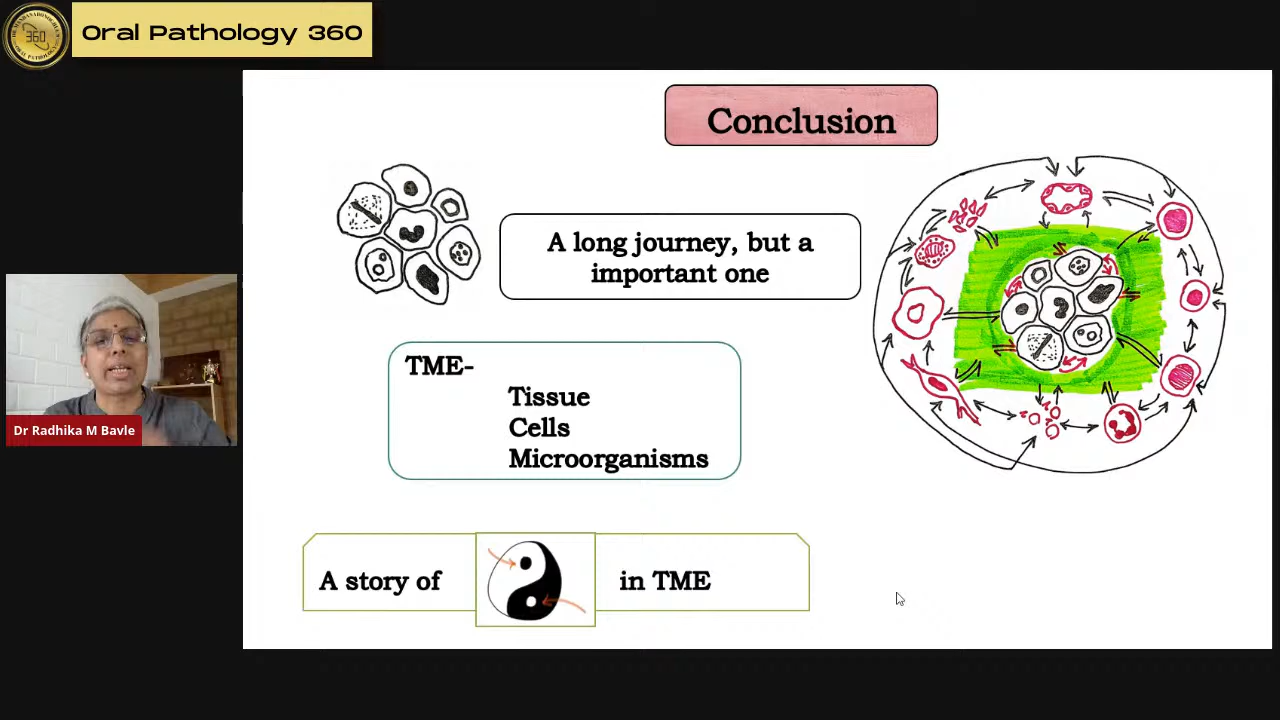 360
Oral Pathology 360
Conclusion
A long journey, but a
important one
TME-
Tissue
Cells
Microorganisms
Dr Radhika M Bavle
A story of
in TME